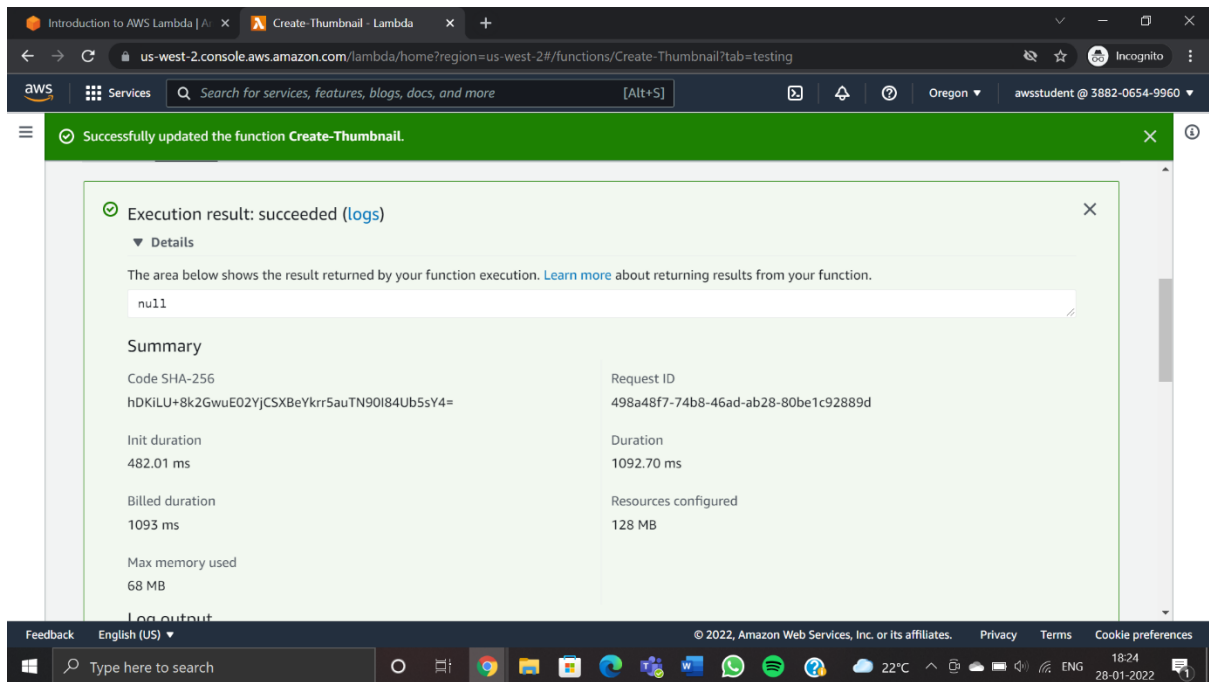 Introduction to AWS Lambda | A
Create-Thumbnail - Lambda
us-west-2.console.aws.amazon.com/lambda/home?region=us-west-2#/functions/Create-Thumbnail?tab=testing
Incognito
aws
Services
Search for services, features, blogs, docs, and more
[Alt+S]
Oregon
awsstudent @ 3882-0654-9960
Successfully updated the function Create-Thumbnail.
Execution result: succeeded (logs)
Details
The area below shows the result returned by your function execution. Learn more about returning results from your function.
null
Summary
Code SHA-256
hDKiLU+8k2GwuE02YjCSXBeYkrr5auTN90I84Ub5sY4=
Request ID
498a48f7-74b8-46ad-ab28-80be1c92889d
Init duration
482.01 ms
Duration
1092.70 ms
Billed duration
1093 ms
Resources configured
128 MB
Max memory used
68 MB
Log output
Feedback
English (US)
© 2022, Amazon Web Services, Inc. or its affiliates.
Privacy
Terms
Cookie preferences
Type here to search
22°C
ENG
18:24
28-01-2022
1